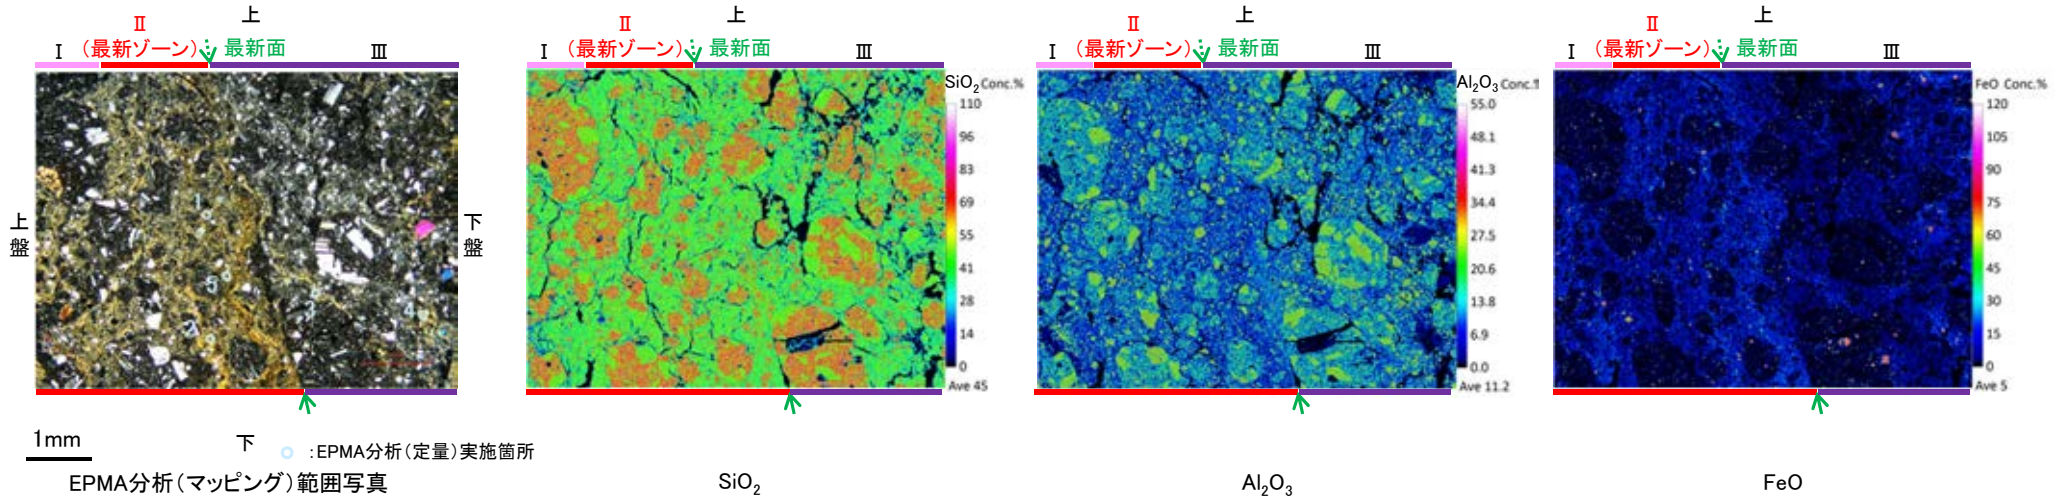 上
Ⅱ
Ⅰ (最新ゾーン) 最新面 Ⅲ
上盤
下盤
1
5
2
3
4
1mm
下
:EPMA分析(定量)実施箇所
EPMA分析(マッピング)範囲写真
上
Ⅱ
Ⅰ (最新ゾーン) 最新面 Ⅲ
SiO₂ Conc.%
110
96
83
69
55
41
28
14
0
Ave 45
SiO₂
上
Ⅱ
Ⅰ (最新ゾーン) 最新面 Ⅲ
Al₂O₃ Conc.
55.0
48.1
41.3
34.4
27.5
20.6
13.8
6.9
0.0
Ave 11.2
Al₂O₃
上
Ⅱ
Ⅰ (最新ゾーン) 最新面 Ⅲ
FeO Conc.%
120
105
90
75
60
45
30
15
0
Ave 5
FeO